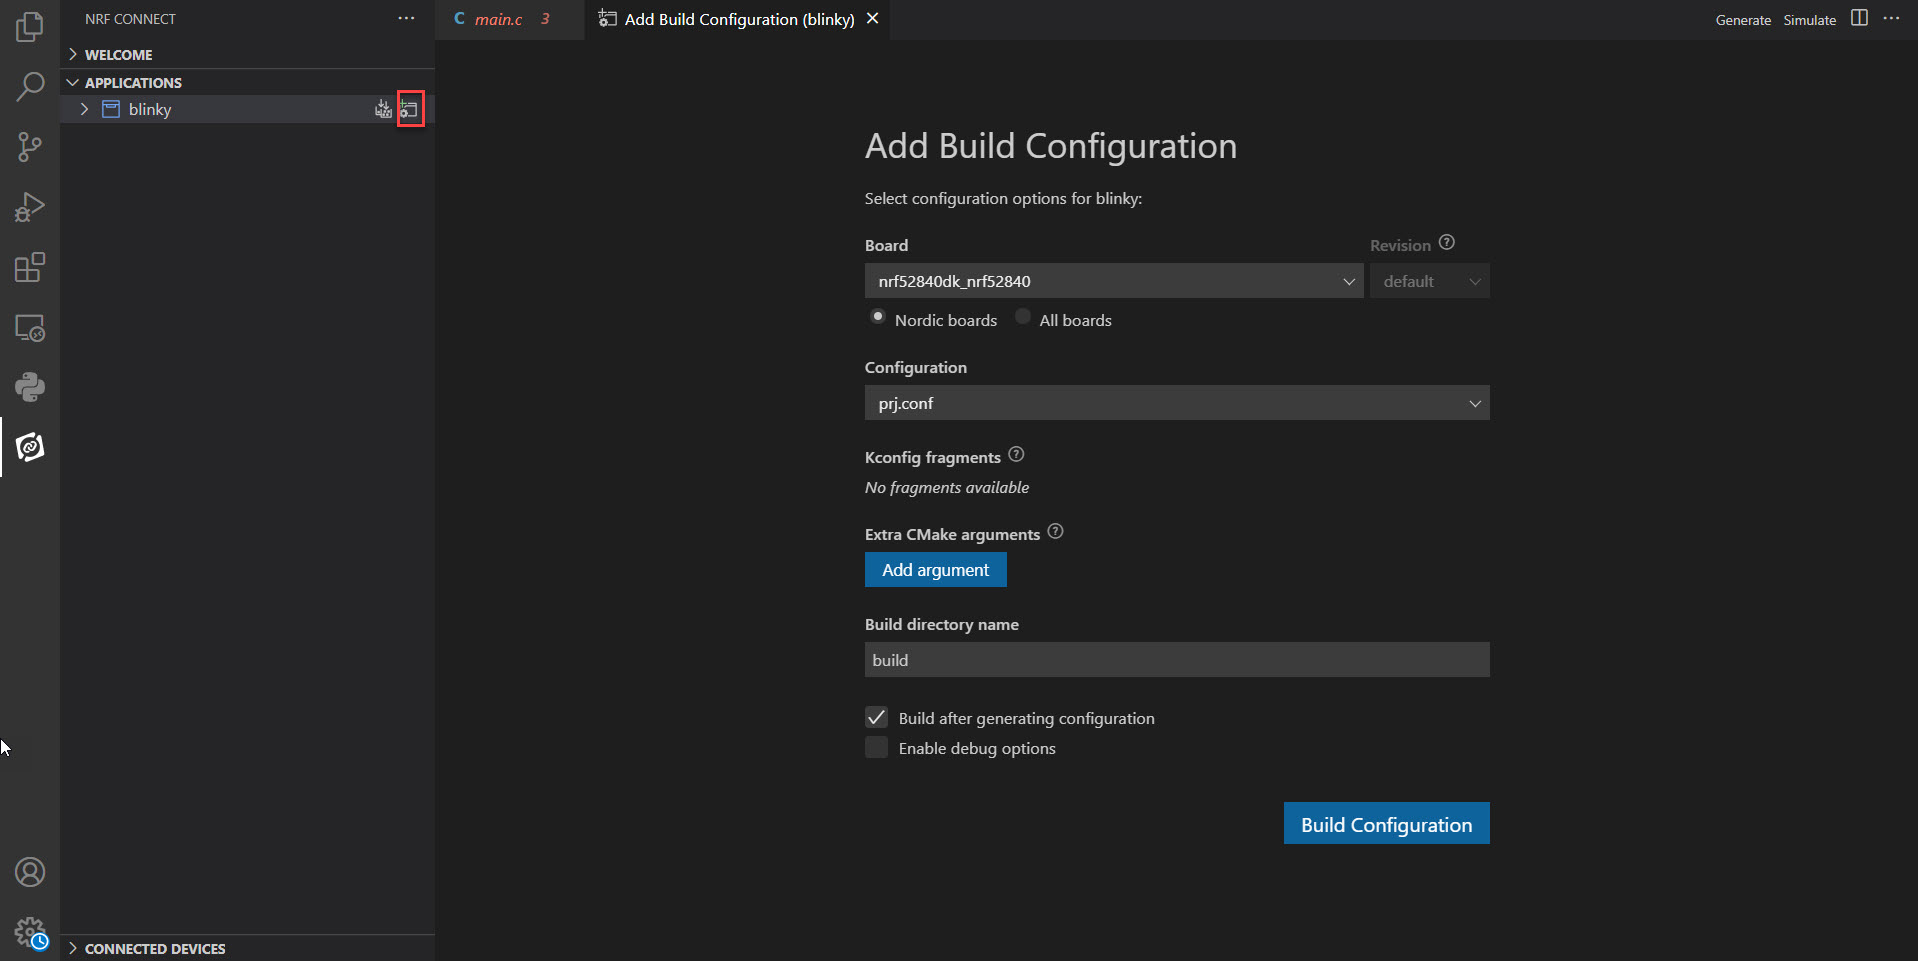 NRF CONNECT
main.c 3
Add Build Configuration (blinky)
Generate Simulate
WELCOME
APPLICATIONS
blinky
Add Build Configuration
Select configuration options for blinky:
Board Revision
nrf52840dk_nrf52840 default
Nordic boards All boards
Configuration
prj.conf
Kconfig fragments
No fragments available
Extra CMake arguments
Add argument
Build directory name
build
Build after generating configuration
Enable debug options
Build Configuration
CONNECTED DEVICES